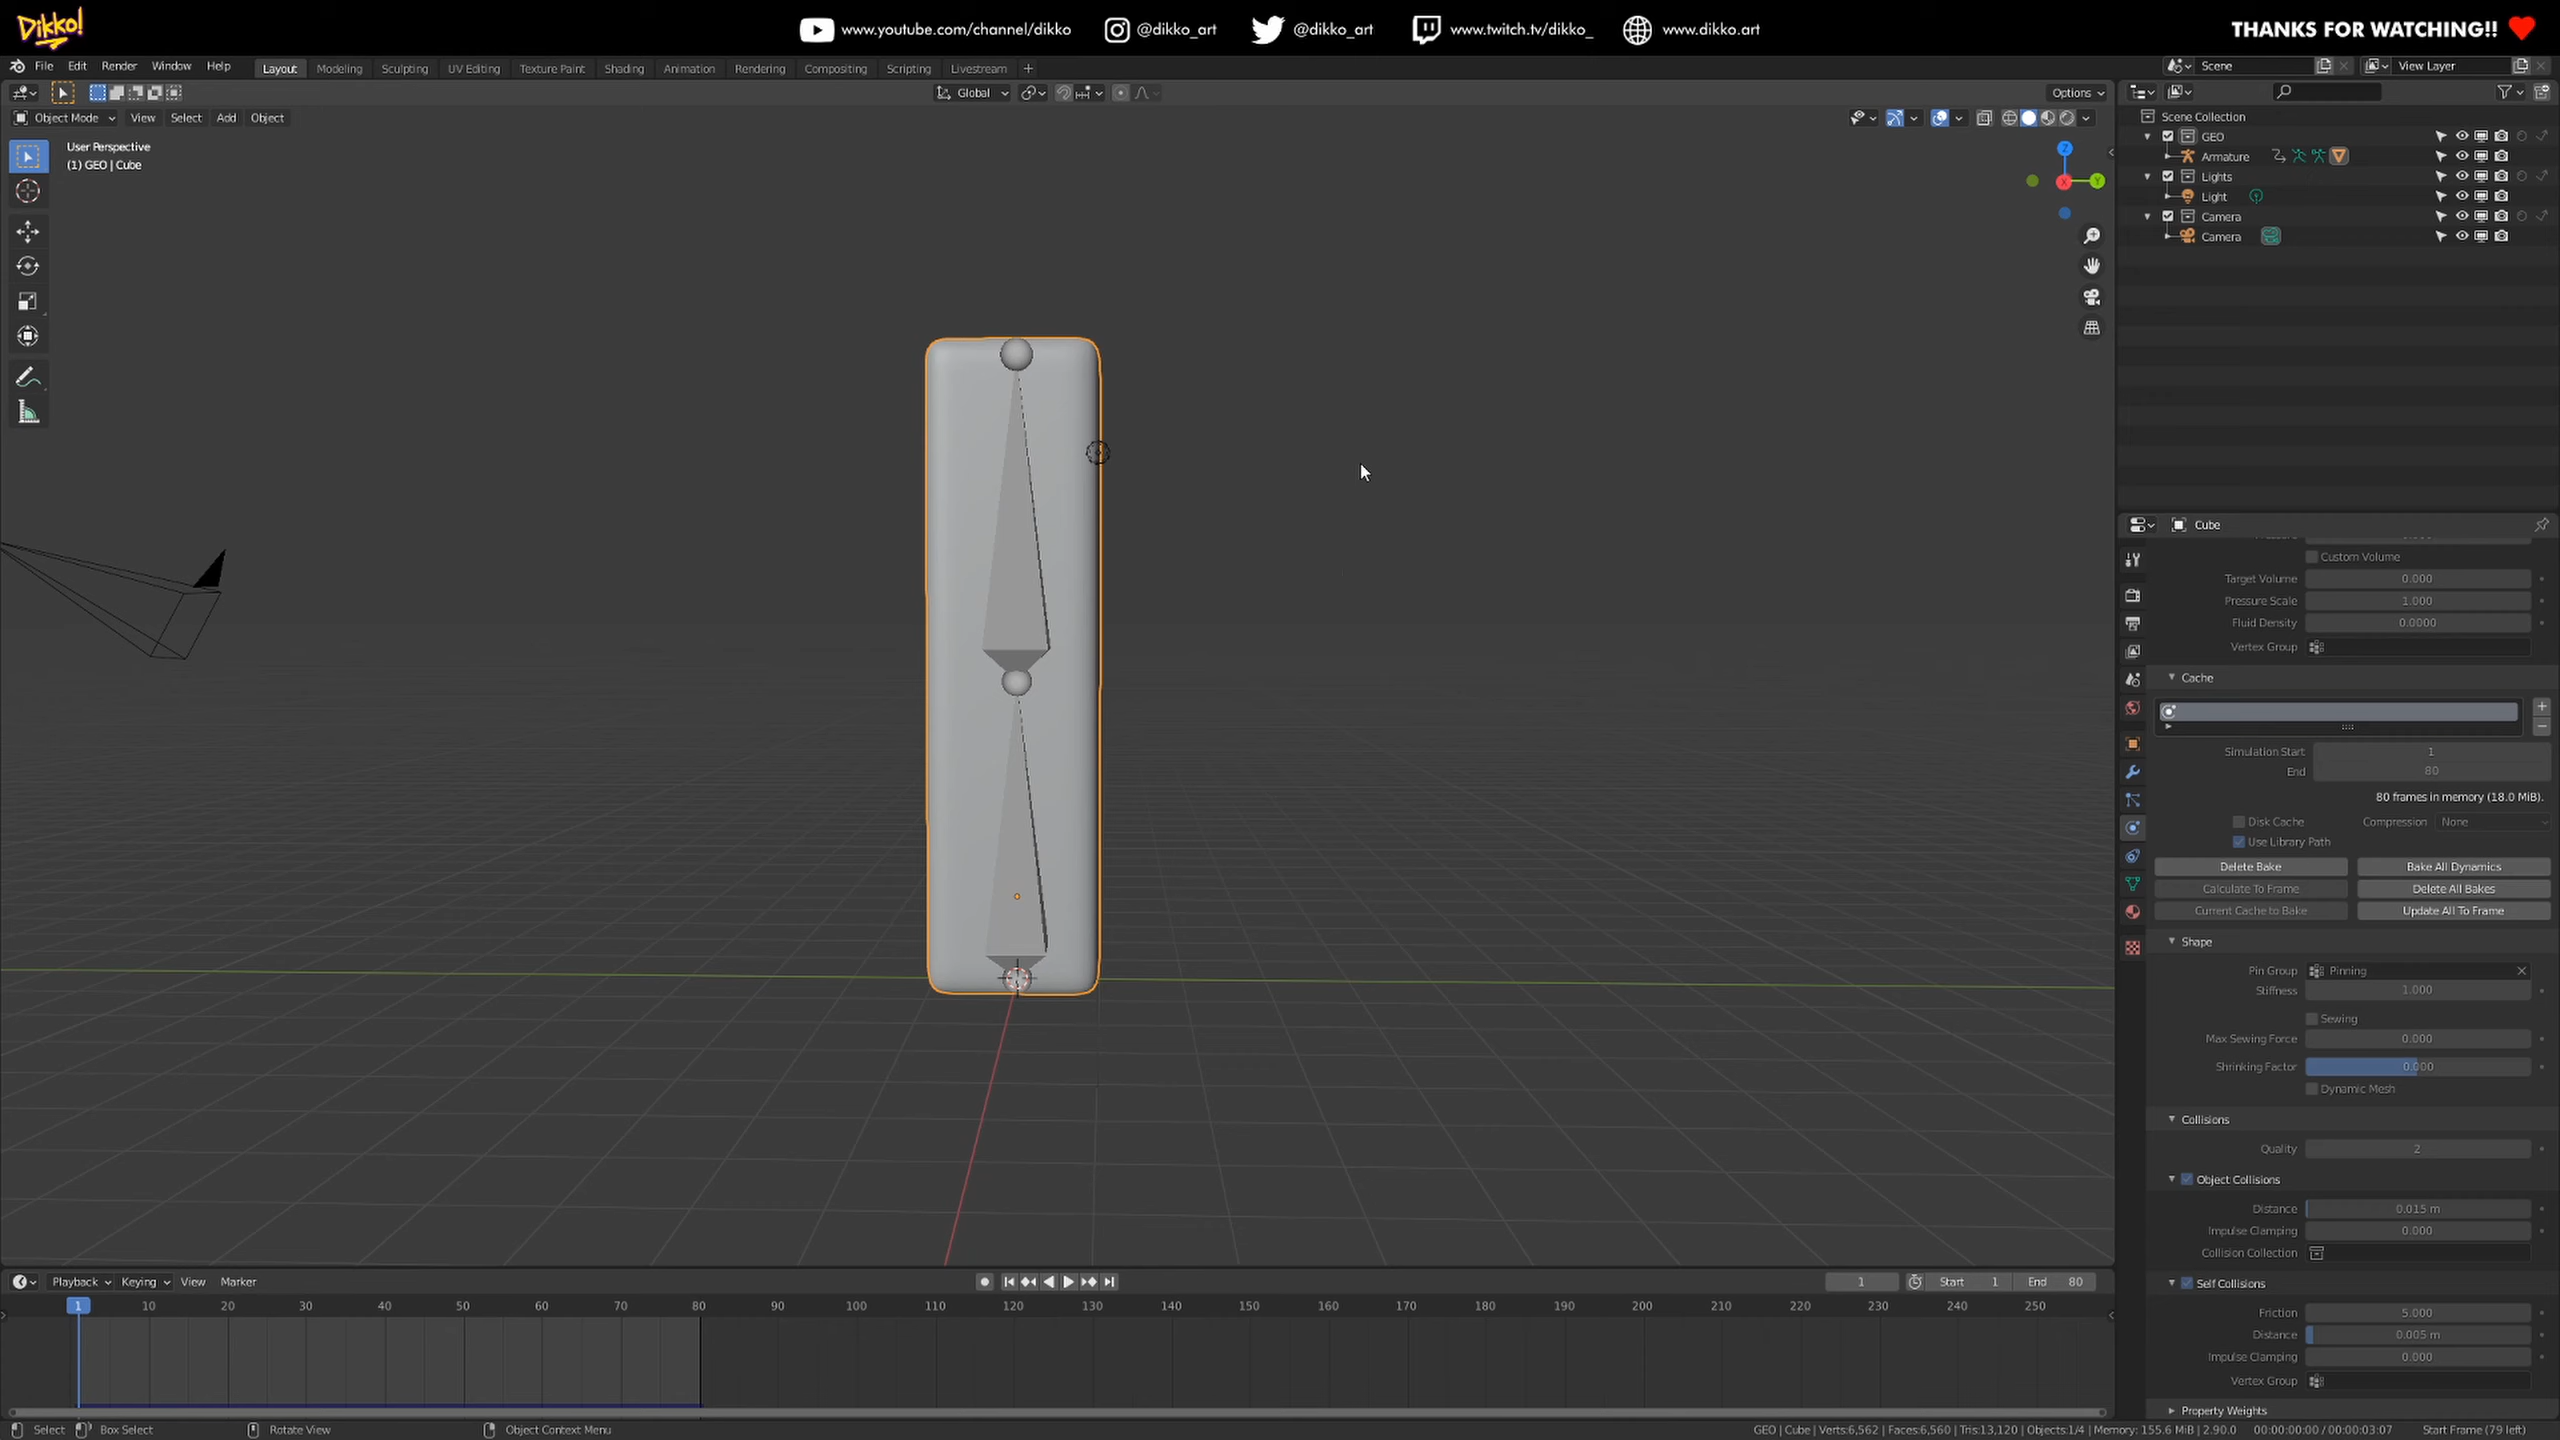 Dikko!
www.youtube.com/channel/dikko @dikko_art @dikko_art www.twitch.tv/dikko_ www.dikko.art THANKS FOR WATCHING!!
File Edit Render Window Help Layout Modeling Sculpting UV Editing Texture Paint Shading Animation Rendering Compositing Scripting Livestream + Scene View Layer
Global Options
Object Mode View Select Add Object
User Perspective
(1) GEO | Cube
Z
X
Y
Scene Collection
GEO
Armature
Lights
Light
Camera
Camera
Cube
Custom Volume
Target Volume 0.000
Pressure Scale 1.000
Fluid Density 0.0000
Vertex Group
Cache
Simulation Start 1
End 80
80 frames in memory (18.0 MiB).
Disk Cache Compression None
Use Library Path
Delete Bake Bake All Dynamics
Calculate To Frame Delete All Bakes
Current Cache to Bake Update All To Frame
Shape
Pin Group Pinning
Stiffness 1.000
Sewing
Max Sewing Force 0.000
Shrinking Factor 0.000
Dynamic Mesh
Collisions
Quality 2
Object Collisions
Distance 0.015 m
Impulse Clamping 0.000
Collision Collection
Self Collisions
Friction 5.000
Distance 0.005 m
Impulse Clamping 0.000
Vertex Group
Property Weights
Playback Keying View Marker 1 Start 1 End 80
1 10 20 30 40 50 60 70 80 90 100 110 120 130 140 150 160 170 180 190 200 210 220 230 240 250
Select Box Select Rotate View Object Context Menu GEO | Cube | Verts:6,562 | Faces:6,560 | Tris:13,120 | Objects:1/4 | Memory: 155.6 MiB | 2.90.0 00:00:00:00 / 00:00:03:07 Start Frame (79 left)